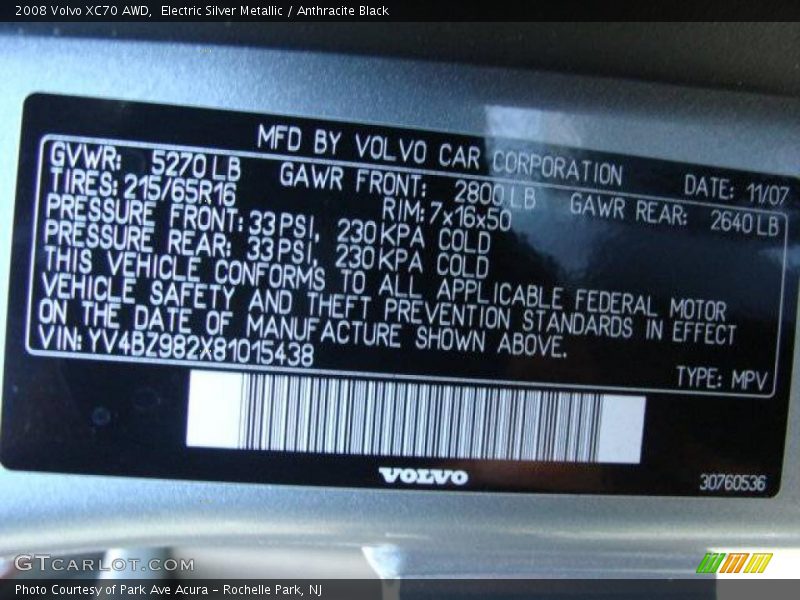 2008 Volvo XC70 AWD,  Electric Silver Metallic / Anthracite Black
MFD BY VOLVO CAR CORPORATION DATE: 11/07
GVWR: 5270 LB GAWR FRONT: 2800 LB GAWR REAR: 2640 LB
TIRES: 215/65R16 RIM: 7x16x50
PRESSURE FRONT: 33 PSI, 230 KPA COLD
PRESSURE REAR: 33 PSI, 230 KPA COLD
THIS VEHICLE CONFORMS TO ALL APPLICABLE FEDERAL MOTOR
VEHICLE SAFETY AND THEFT PREVENTION STANDARDS IN EFFECT
ON THE DATE OF MANUFACTURE SHOWN ABOVE.
VIN: YV4BZ982X81015438 TYPE: MPV
VOLVO
30760536
GTCARLOT.COM
Photo Courtesy of Park Ave Acura - Rochelle Park, NJ